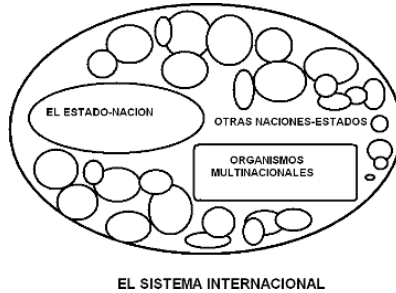 EL ESTADO-NACION
OTRAS NACIONES-ESTADOS
ORGANISMOS
MULTINACIONALES
EL SISTEMA INTERNACIONAL